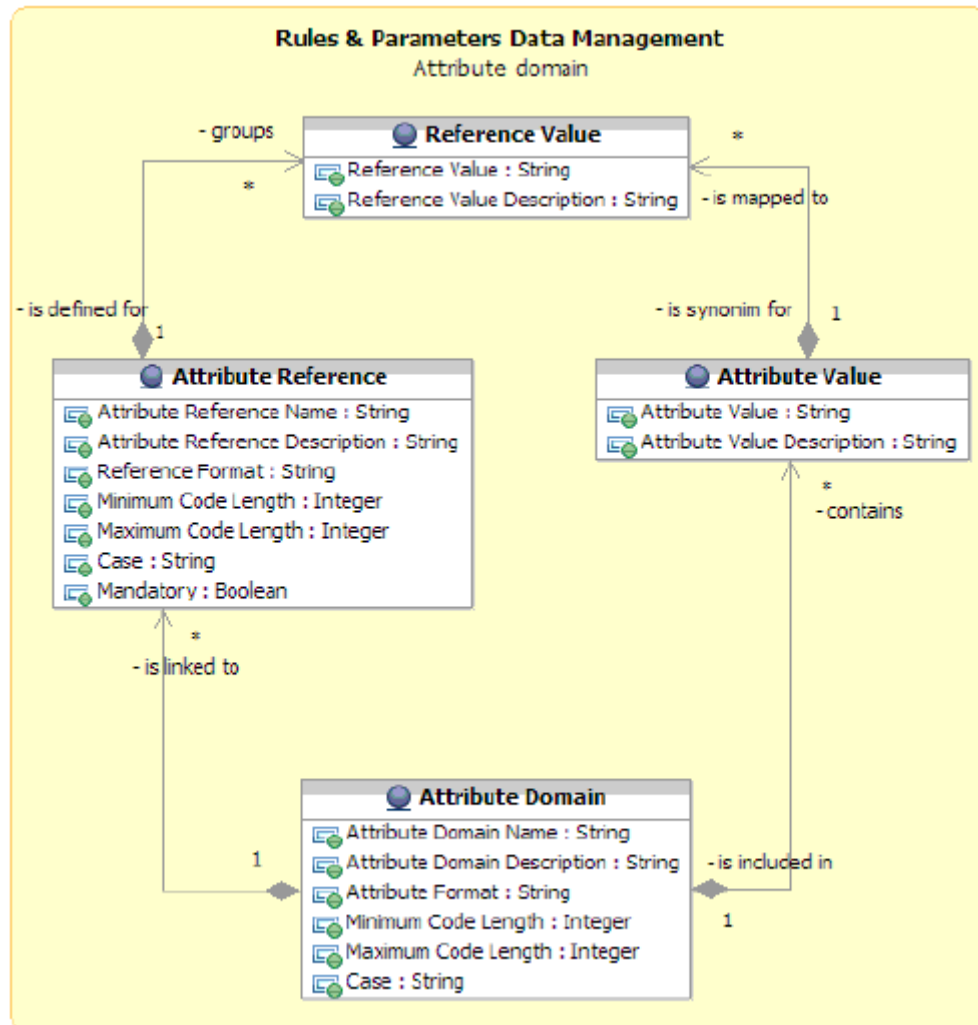 Rules & Parameters Data Management
Attribute domain
- groups
*
Reference Value
Reference Value : String
Reference Value Description : String
*
- is mapped to
- is defined for
1
- is synonim for
1
Attribute Reference
Attribute Reference Name : String
Attribute Reference Description : String
Reference Format : String
Minimum Code Length : Integer
Maximum Code Length : Integer
Case : String
Mandatory : Boolean
Attribute Value
Attribute Value : String
Attribute Value Description : String
*
- contains
*
- is linked to
Attribute Domain
Attribute Domain Name : String
Attribute Domain Description : String
Attribute Format : String
Minimum Code Length : Integer
Maximum Code Length : Integer
Case : String
1
- is included in
1